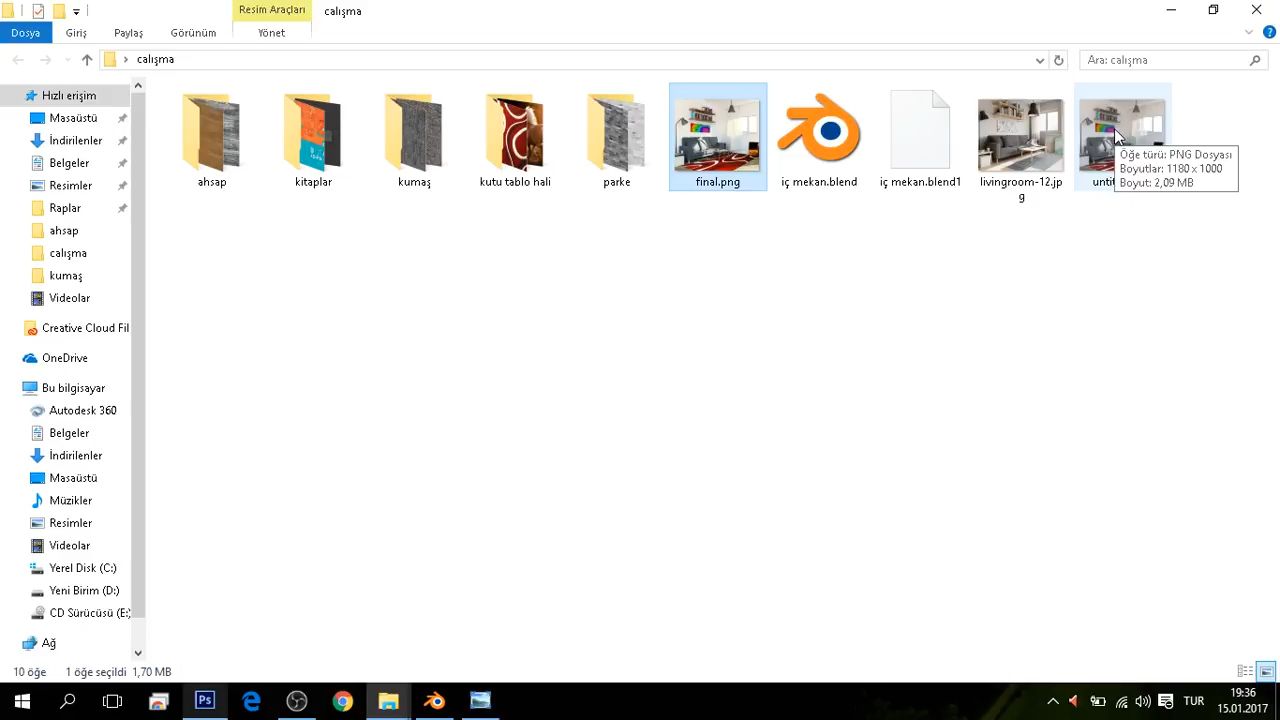 Resim Araçları
calışma
Dosya
Giriş
Paylaş
Görünüm
Yönet
calışma
Ara: calışma
Hızlı erişim
Masaüstü
İndirilenler
Belgeler
Resimler
Raplar
ahsap
calışma
kumaş
Videolar
Creative Cloud Fil
OneDrive
Bu bilgisayar
Autodesk 360
Belgeler
İndirilenler
Masaüstü
Müzikler
Resimler
Videolar
Yerel Disk (C:)
Yeni Birim (D:)
CD Sürücüsü (E:
Ağ
ahsap
kitaplar
kumaş
kutu tablo hali
parke
final.png
iç mekan.blend
iç mekan.blend1
livingroom-12.jp
g
Öğe türü: PNG Dosyası
Boyutlar: 1180 x 1000
Boyut: 2,09 MB
10 öğe
1 öğe seçildi
1,70 MB
Ps
TUR
19:36
15.01.2017